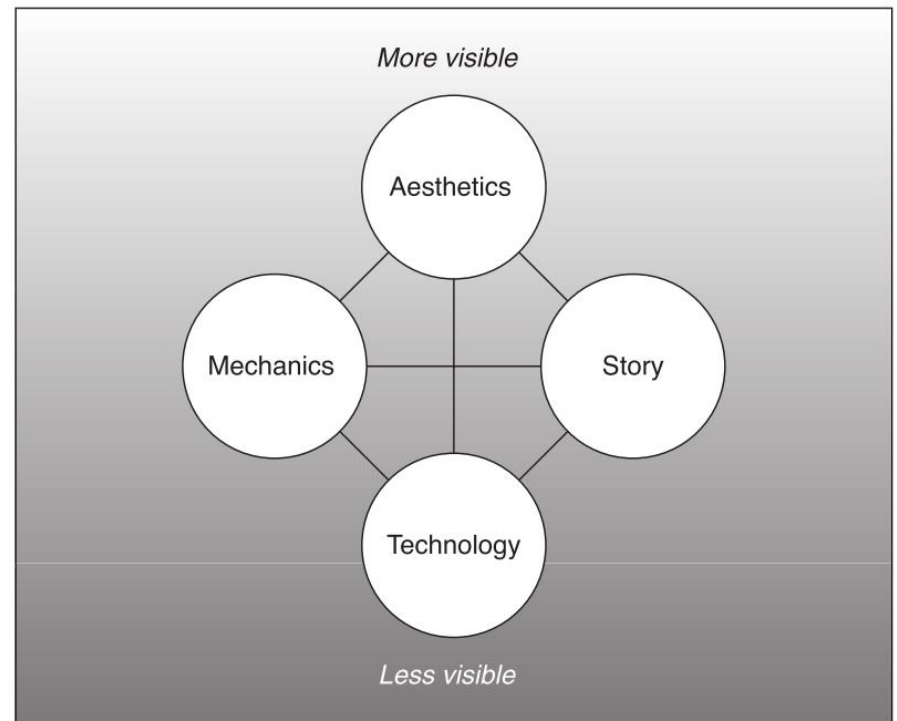 More visible
Aesthetics
Mechanics
Story
Technology
Less visible